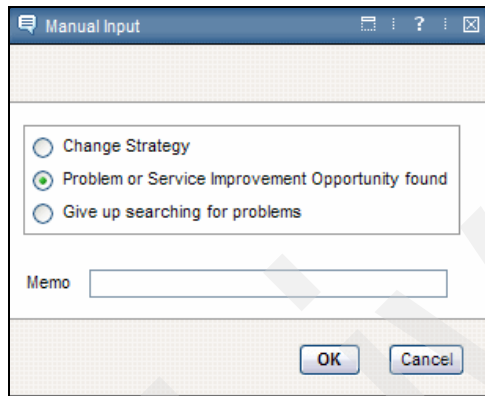 Manual Input
?
Change Strategy
Problem or Service Improvement Opportunity found
Give up searching for problems
Memo
OK Cancel